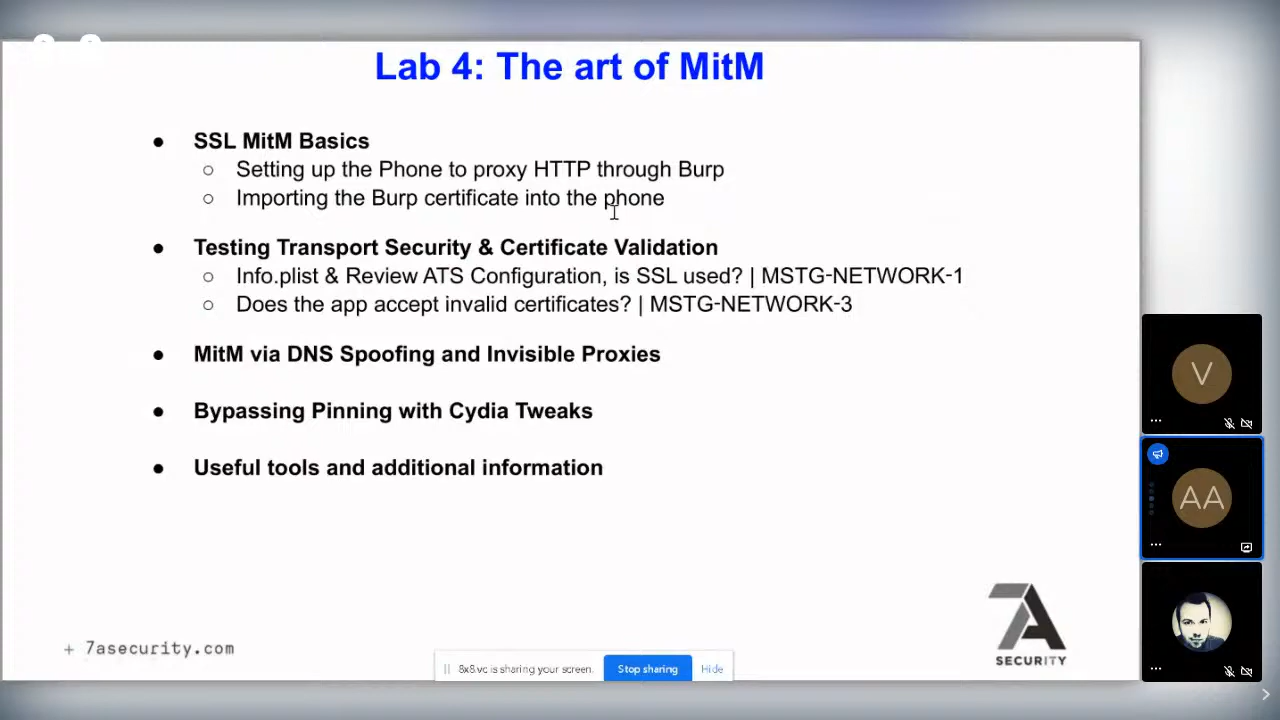 Lab 4: The art of MitM
● SSL MitM Basics
○ Setting up the Phone to proxy HTTP through Burp
○ Importing the Burp certificate into the phone
● Testing Transport Security & Certificate Validation
○ Info.plist & Review ATS Configuration, is SSL used? | MSTG-NETWORK-1
○ Does the app accept invalid certificates? | MSTG-NETWORK-3
● MitM via DNS Spoofing and Invisible Proxies
● Bypassing Pinning with Cydia Tweaks
● Useful tools and additional information
+ 7asecurity.com
7A
SECURITY
8x8.vc is sharing your screen.
Stop sharing
Hide
V
AA